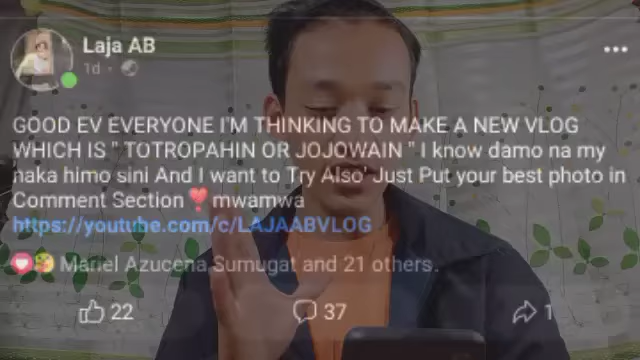 Laja AB
1d ·
GOOD EV EVERYONE I'M THINKING TO MAKE A NEW VLOG
WHICH IS " TOTROPAHIN OR JOJOWAIN " I know damo na my
naka himo sini And I want to Try Also' Just Put your best photo in
Comment Section ❣️ mwamwa
https://youtube.com/c/LAJAABVLOG
Mariel Azucena Sumugat and 21 others.
22
37
1